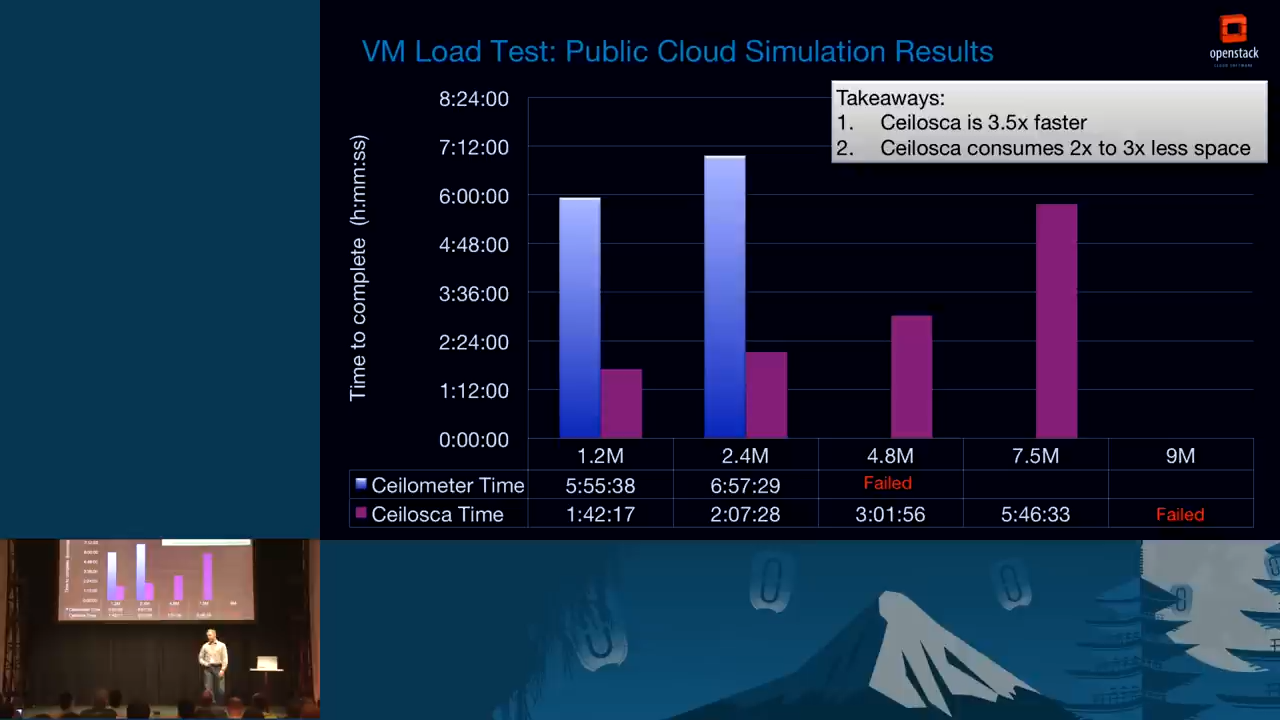 VM Load Test: Public Cloud Simulation Results
openstack
CLOUD SOFTWARE
Takeaways:
1. Ceilosca is 3.5x faster
2. Ceilosca consumes 2x to 3x less space
Time to complete (h:mm:ss)
8:24:00
7:12:00
6:00:00
4:48:00
3:36:00
2:24:00
1:12:00
0:00:00
1.2M 2.4M 4.8M 7.5M 9M
Ceilometer Time 5:55:38 6:57:29 Failed
Ceilosca Time 1:42:17 2:07:28 3:01:56 5:46:33 Failed